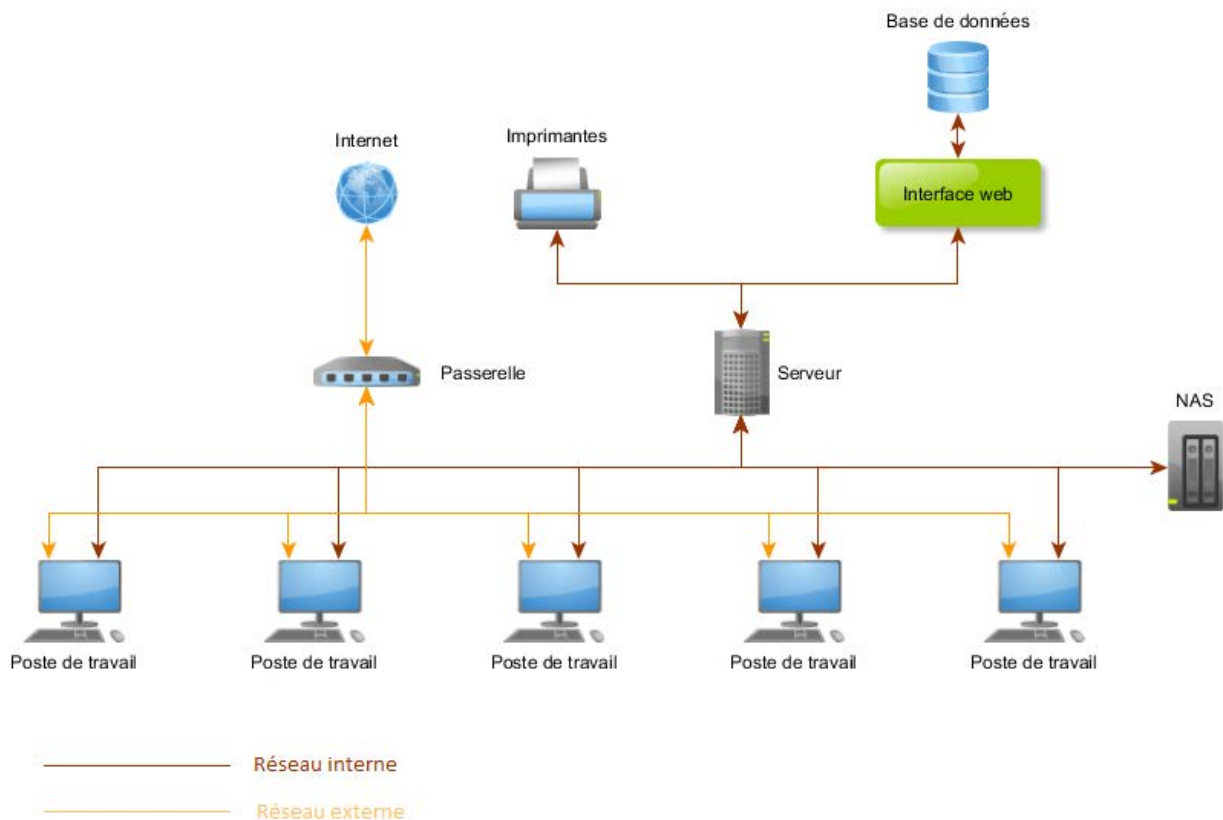 Base de données
Internet
Imprimantes
Interface web
Passerelle
Serveur
NAS
Poste de travail
Poste de travail
Poste de travail
Poste de travail
Poste de travail
Réseau interne
Réseau externe